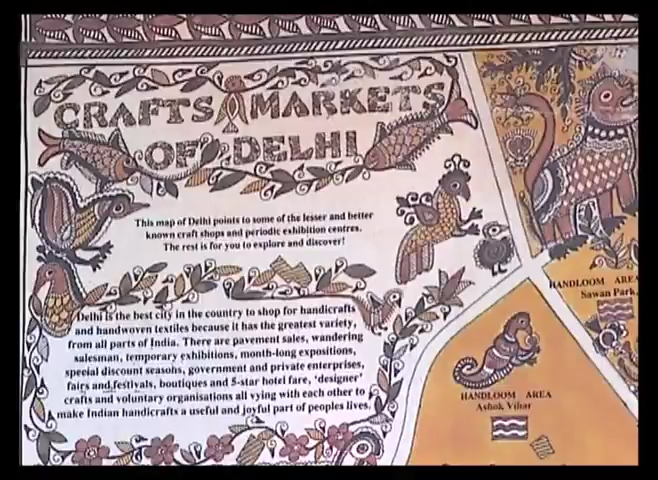 CRAFTS MARKETS
OF DELHI
This map of Delhi points to some of the lesser and better
known craft shops and periodic exhibition centres.
The rest is for you to explore and discover!
Delhi is the best city in the country to shop for handicrafts
and handwoven textiles because it has the greatest variety,
from all parts of India. There are pavement sales, wandering
salesman, temporary exhibitions, month-long expositions,
special discount seasons, government and private enterprises,
fairs and festivals, boutiques and 5-star hotel fare, 'designer'
crafts and voluntary organisations all vying with each other to
make Indian handicrafts a useful and joyful part of peoples lives.
HANDLOOM AREA
Sawan Park,
HANDLOOM AREA
Ashok Vihar